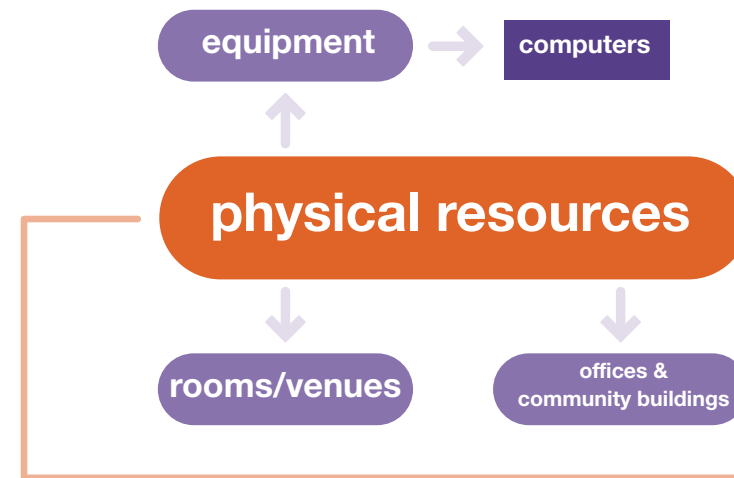 equipment
computers
physical resources
rooms/venues
offices &
community buildings